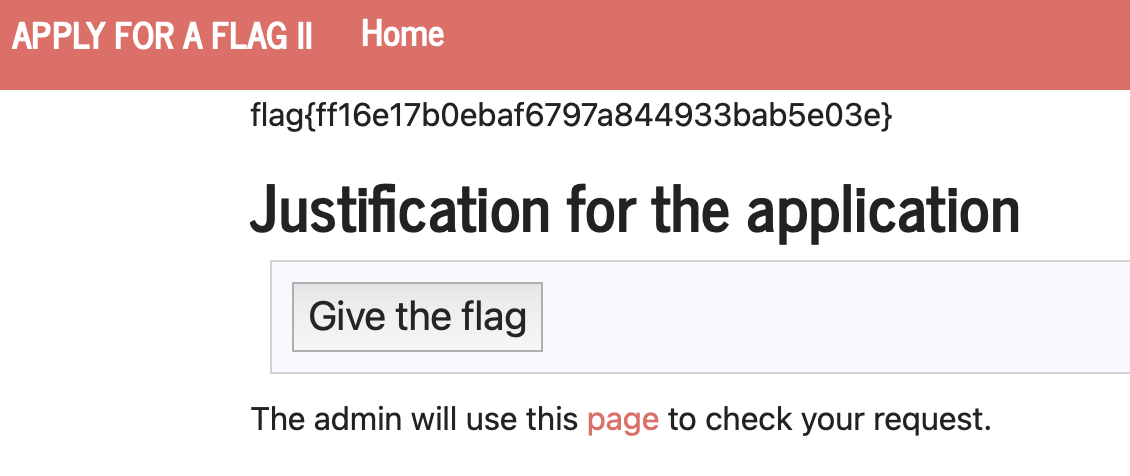 APPLY FOR A FLAG II Home
flag{ff16e17b0ebaf6797a844933bab5e03e}
Justification for the application
Give the flag
The admin will use this page to check your request.